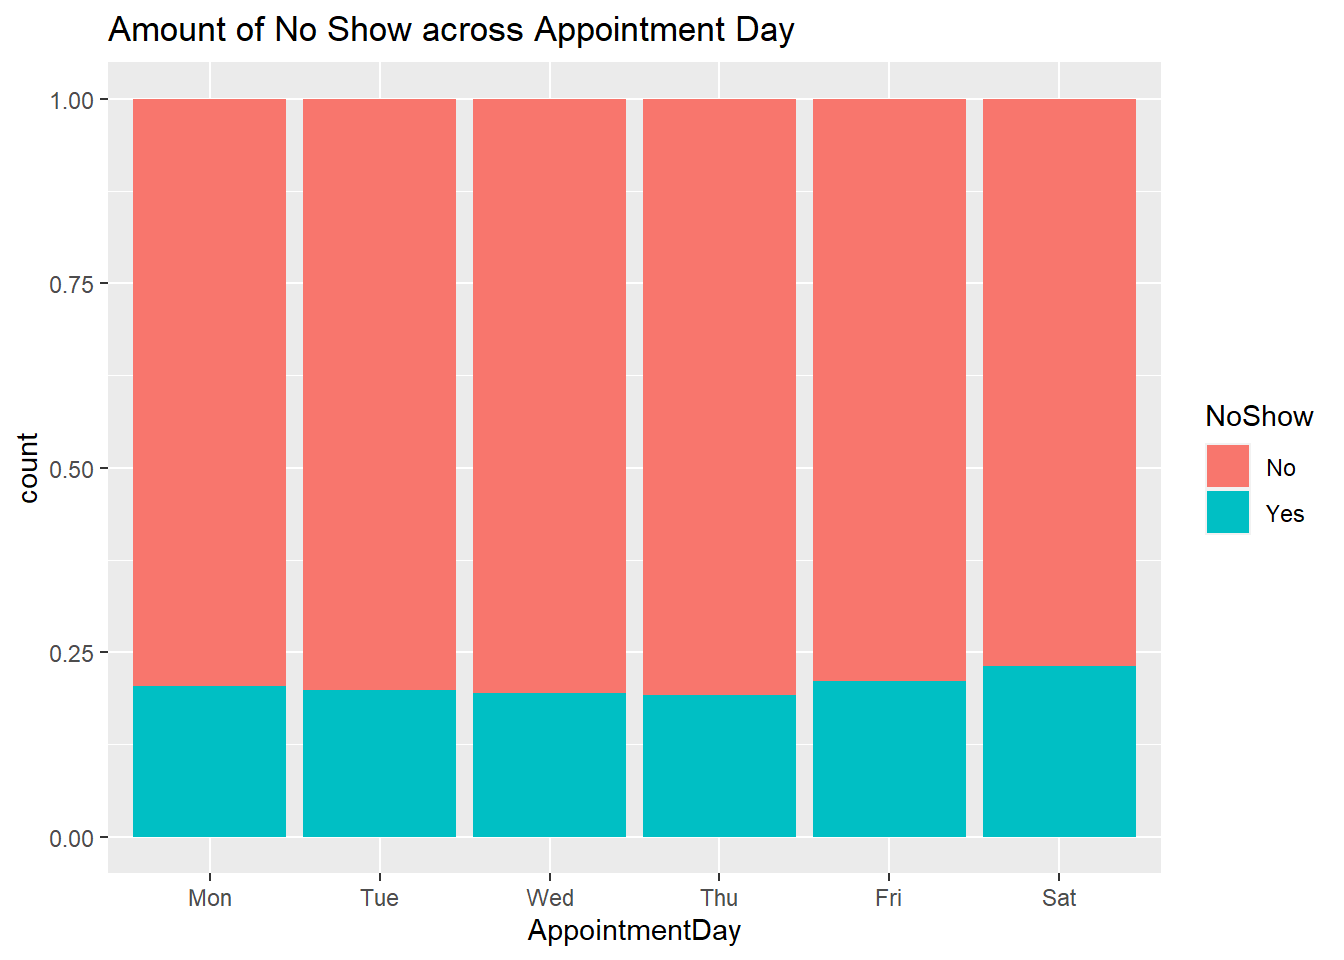 Amount of No Show across Appointment Day
1.00
0.75
0.50
0.25
0.00
count
Mon Tue Wed Thu Fri Sat
AppointmentDay
NoShow
No
Yes